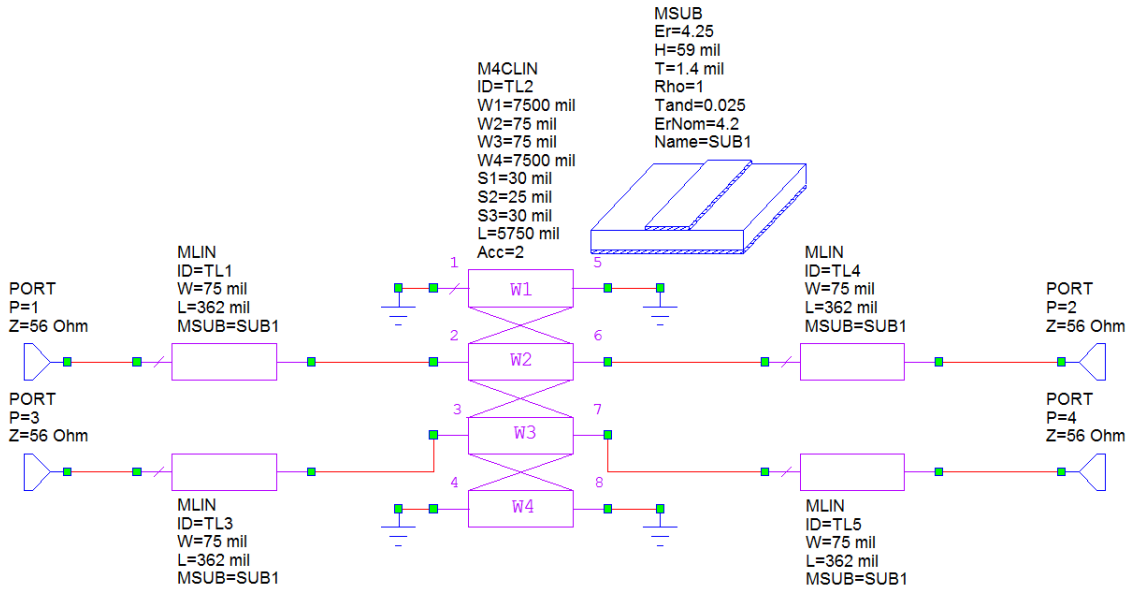 MSUB
Er=4.25
H=59 mil
T=1.4 mil
Rho=1
Tand=0.025
ErNom=4.2
Name=SUB1
M4CLIN
ID=TL2
W1=7500 mil
W2=75 mil
W3=75 mil
W4=7500 mil
S1=30 mil
S2=25 mil
S3=30 mil
L=5750 mil
Acc=2
MLIN
ID=TL1
W=75 mil
L=362 mil
MSUB=SUB1
MLIN
ID=TL4
W=75 mil
L=362 mil
MSUB=SUB1
PORT
P=1
Z=56 Ohm
PORT
P=2
Z=56 Ohm
1
W1
5
2
W2
6
3
W3
7
4
W4
8
PORT
P=3
Z=56 Ohm
PORT
P=4
Z=56 Ohm
MLIN
ID=TL3
W=75 mil
L=362 mil
MSUB=SUB1
MLIN
ID=TL5
W=75 mil
L=362 mil
MSUB=SUB1